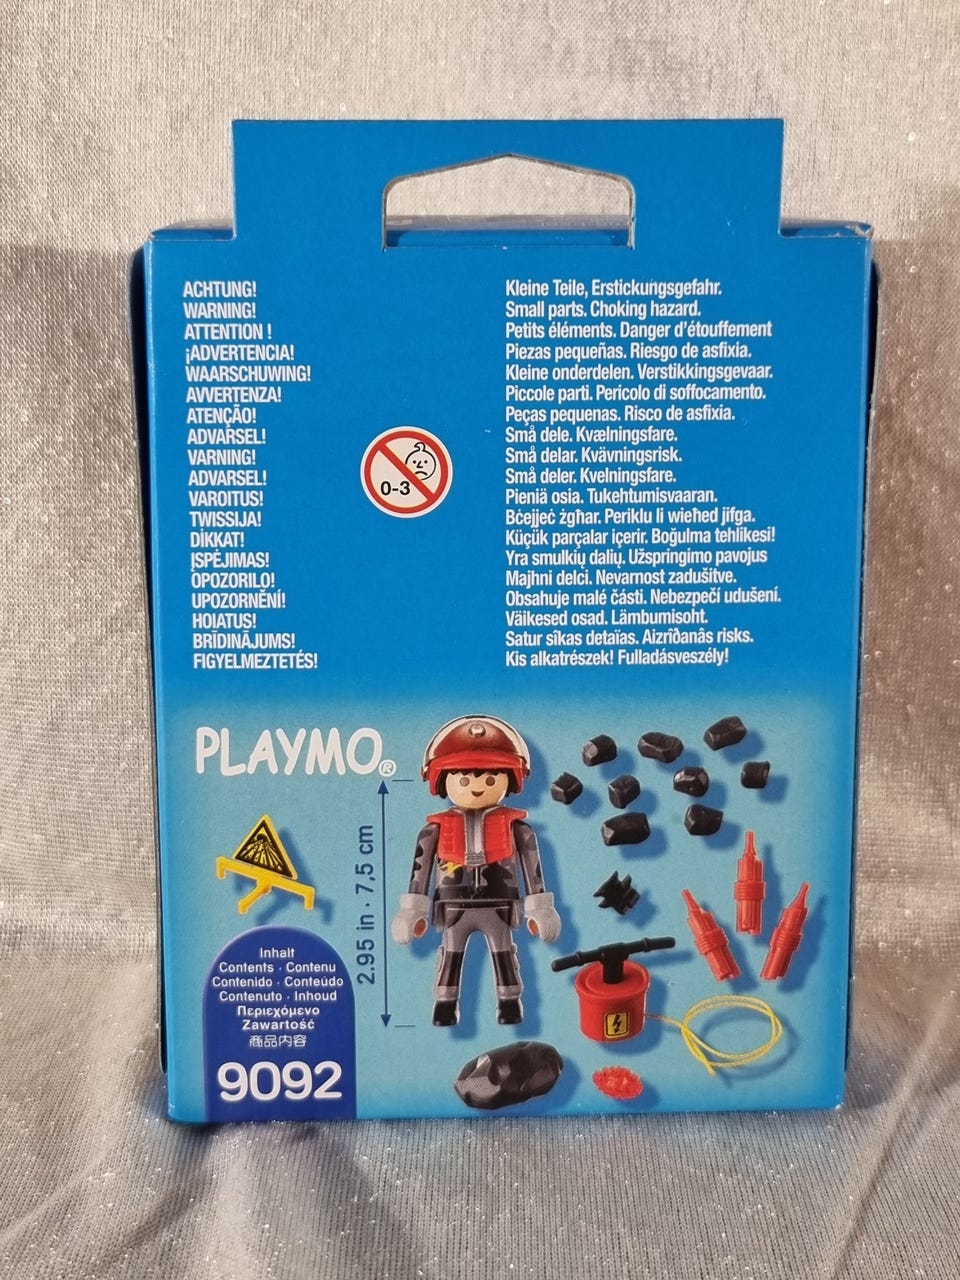 ACHTUNG! Kleine Teile, Erstickungsgefahr.
WARNING! Small parts. Choking hazard.
ATTENTION ! Petits éléments. Danger d'étouffement
¡ADVERTENCIA! Piezas pequeñas. Riesgo de asfixia.
WAARSCHUWING! Kleine onderdelen. Verstikkingsgevaar.
AVVERTENZA! Piccole parti. Pericolo di soffocamento.
ATENÇÃO! Peças pequenas. Risco de asfixia.
ADVARSEL! Små dele. Kvælningsfare.
VARNING! Små delar. Kvävningsrisk.
ADVARSEL! Små deler. Kvelningsfare.
VAROITUS! Pieniä osia. Tukehtumisvaaran.
TWISSIJA! Bċejjeċ żgħar. Periklu li wieħed jifga.
DİKKAT! Küçük parçalar içerir. Boğulma tehlikesi!
ĮSPĖJIMAS! Yra smulkių dalių. Užspringimo pavojus
OPOZORILO! Majhni delci. Nevarnost zadušitve.
UPOZORNĚNÍ! Obsahuje malé části. Nebezpečí udušení.
HOIATUS! Väikesed osad. Lämbumisoht.
BRĪDINĀJUMS! Satur sîkas detaïas. Aizrîðanâs risks.
FIGYELMEZTETÉS! Kis alkatrészek! Fulladásveszély!
0-3
PLAYMO®
2.95 in · 7,5 cm
Inhalt
Contents · Contenu
Contenido · Conteúdo
Contenuto · Inhoud
Περιεχόμενο
Zawartość
商品内容
9092